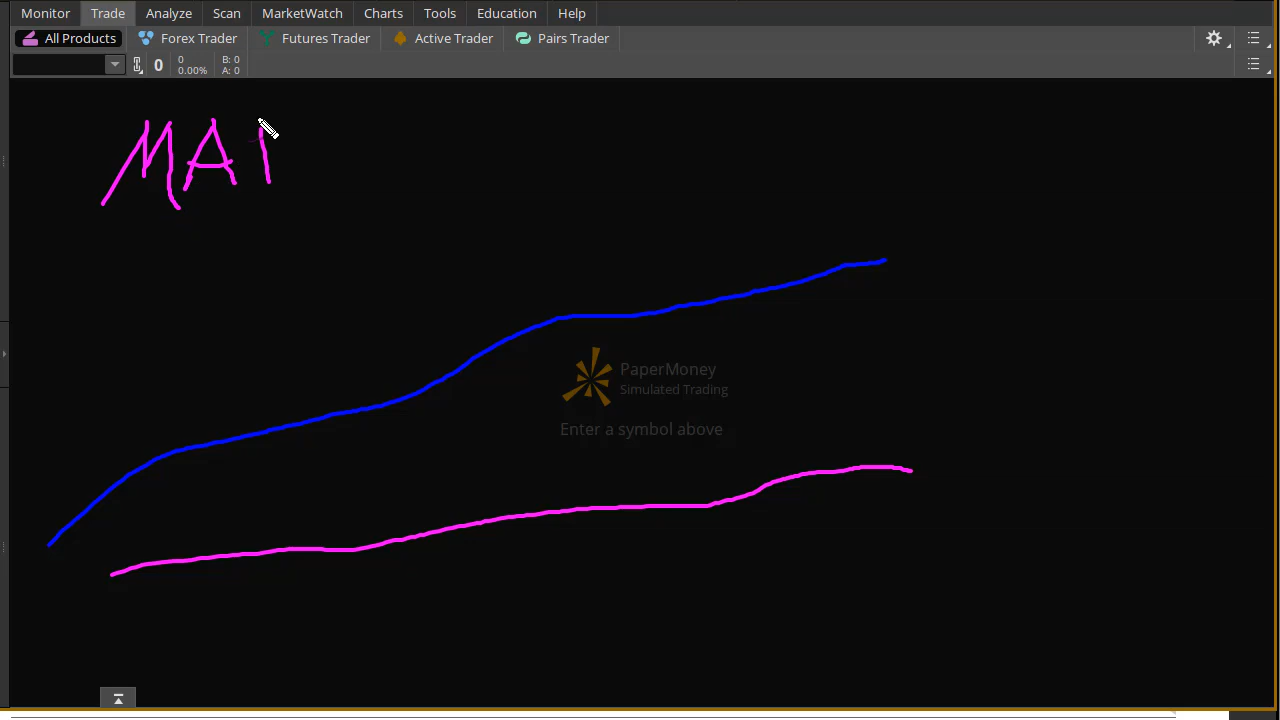 Monitor Trade Analyze Scan MarketWatch Charts Tools Education Help
All Products Forex Trader Futures Trader Active Trader Pairs Trader
0 0 B: 0
0.00% A: 0
MA
PaperMoney
Simulated Trading
Enter a symbol above